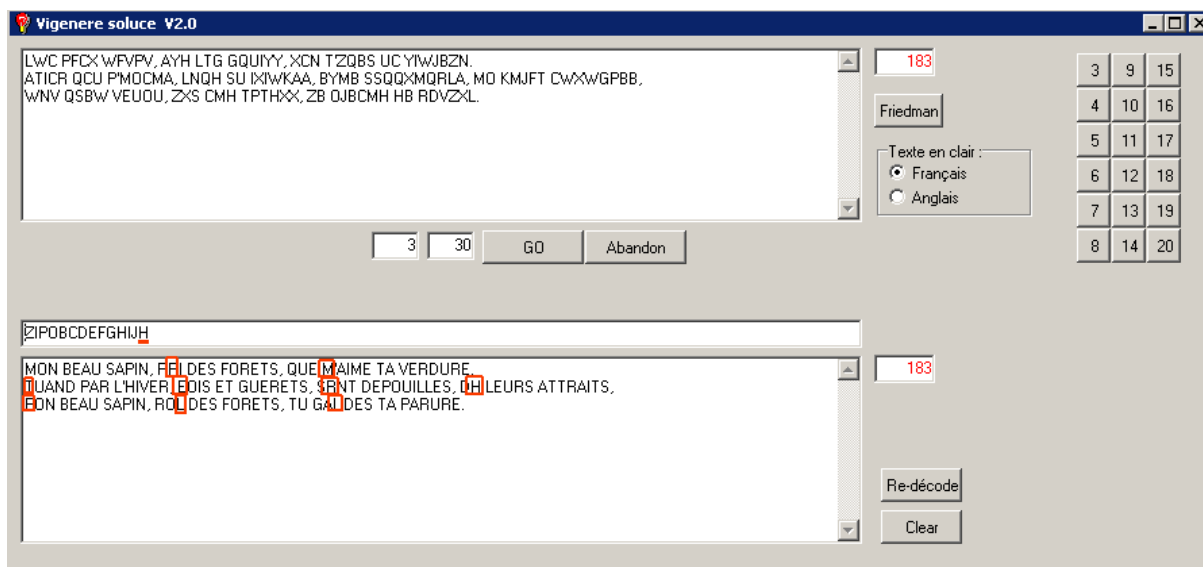 Vigenere soluce V2.0
LWC PFCX WFVPV, AYH LTG GQUIYY, XCN T'ZQBS UC YIWJBZN.
183
3 9 15
ATICR QCU P'MOCMA, LNQH SU IXIWKAA, BYMB SSQQXMQRLA, MO KMJFT CWXWGPBB,
WNV QSBW VEUOU, ZXS CMH TPTHXX, ZB OJBCMH HB RDVZXL.
4 10 16
Friedman
5 11 17
Texte en clair :
Français
6 12 18
Anglais
7 13 19
3 30 GO Abandon
8 14 20
ZIPOBCDEFGHIJH
MON BEAU SAPIN, RRI DES FORETS, QUE M'AIME TA VERDURE.
183
TUAND PAR L'HIVER, EOIS ET GUERETS, SRNT DEPOUILLES, DH LEURS ATTRAITS,
PON BEAU SAPIN, ROL DES FORETS, TU GALDES TA PARURE.
Re-décode
Clear